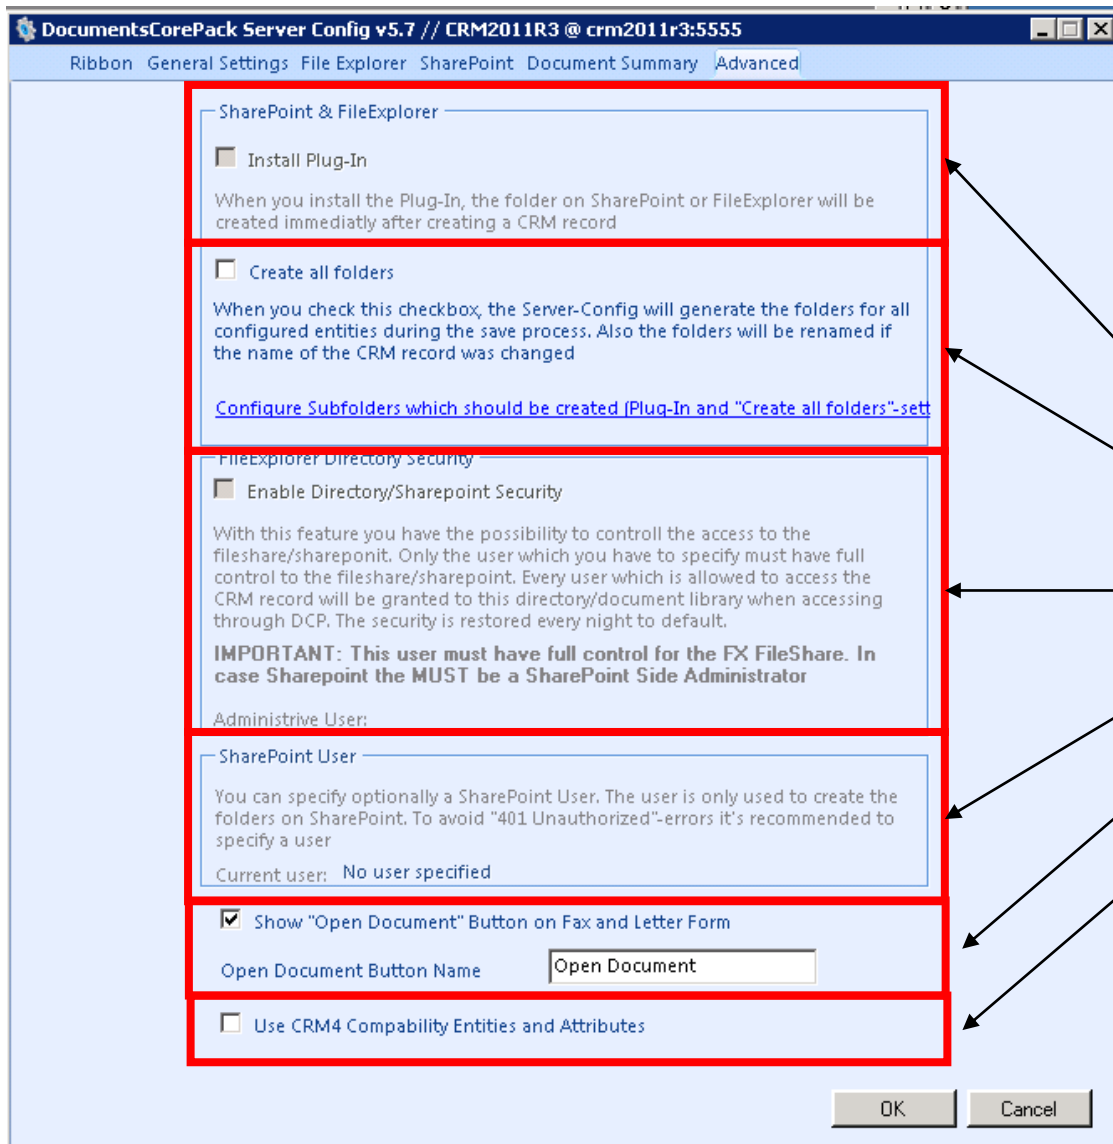 DocumentsCorePack Server Config v5.7 // CRM2011R3 @ crm2011r3:5555
Ribbon General Settings File Explorer SharePoint Document Summary Advanced
SharePoint & FileExplorer
Install Plug-In
When you install the Plug-In, the folder on SharePoint or FileExplorer will be
created immediatly after creating a CRM record
Create all folders
When you check this checkbox, the Server-Config will generate the folders for all
configured entities during the save process. Also the folders will be renamed if
the name of the CRM record was changed
Configure Subfolders which should be created (Plug-In and "Create all folders"-sett
FileExplorer Directory Security
Enable Directory/Sharepoint Security
With this feature you have the possibility to controll the access to the
fileshare/shareponit. Only the user which you have to specify must have full
control to the fileshare/sharepoint. Every user which is allowed to access the
CRM record will be granted to this directory/document library when accessing
through DCP. The security is restored every night to default.
IMPORTANT: This user must have full control for the FX FileShare. In
case Sharepoint the MUST be a SharePoint Side Administrator
Administrive User:
SharePoint User
You can specify optionally a SharePoint User. The user is only used to create the
folders on SharePoint. To avoid "401 Unauthorized"-errors it's recommended to
specify a user
Current user: No user specified
Show "Open Document" Button on Fax and Letter Form
Open Document Button Name Open Document
Use CRM4 Compability Entities and Attributes
OK Cancel